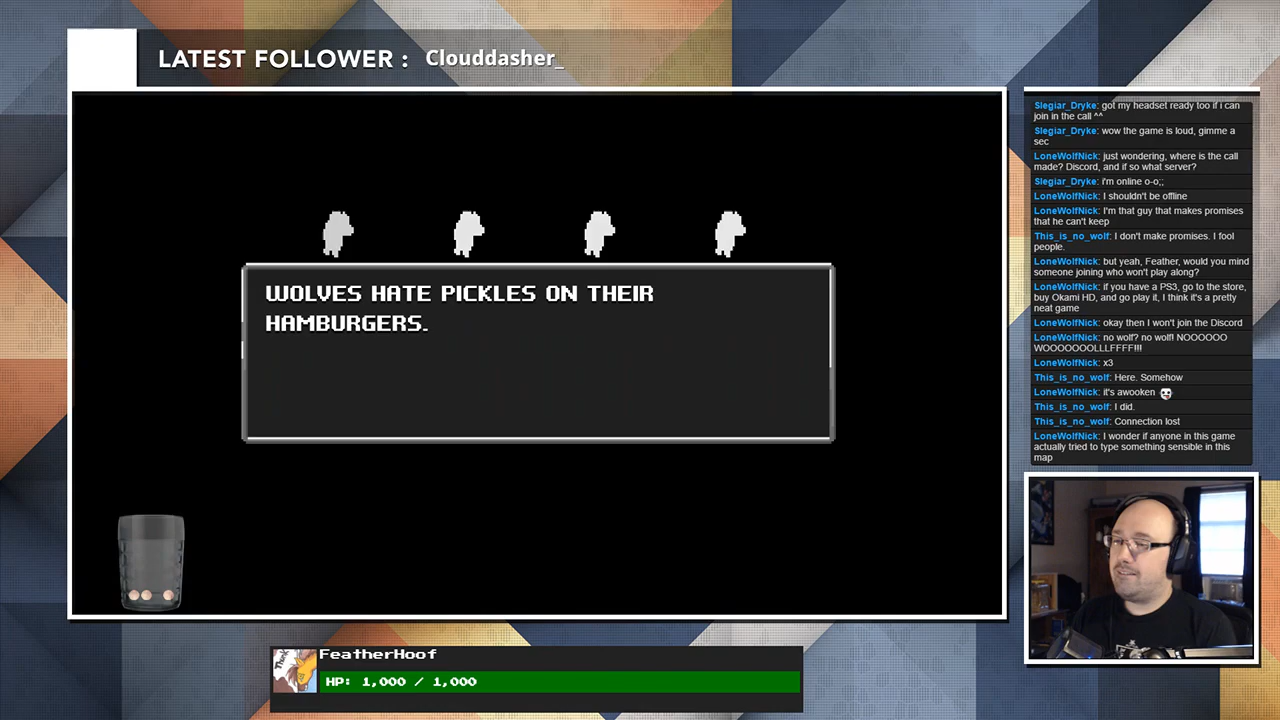 LATEST FOLLOWER : Clouddasher_
WOLVES HATE PICKLES ON THEIR
HAMBURGERS.
Slegiar_Dryke: got my headset ready too if i can
join in the call ^^
Slegiar_Dryke: wow the game is loud, gimme a
sec
LoneWolfNick: just wondering, where is the call
made? Discord, and if so what server?
Slegiar_Dryke: i'm online o-o;;
LoneWolfNick: I shouldn't be offline
LoneWolfNick: I'm that guy that makes promises
that he can't keep
This_is_no_wolf: I don't make promises. I fool
people.
LoneWolfNick: but yeah, Feather, would you mind
someone joining who won't play along?
LoneWolfNick: if you have a PS3, go to the store,
buy Okami HD, and go play it, I think it's a pretty
neat game
LoneWolfNick: okay then I won't join the Discord
LoneWolfNick: no wolf? no wolf! NOOOOOO
WOOOOOOOLLLFFFF!!!
LoneWolfNick: x3
This_is_no_wolf: Here. Somehow
LoneWolfNick: it's awooken
This_is_no_wolf: I did.
This_is_no_wolf: Connection lost
LoneWolfNick: I wonder if anyone in this game
actually tried to type something sensible in this
map
FeatherHoof
HP: 1,000 / 1,000